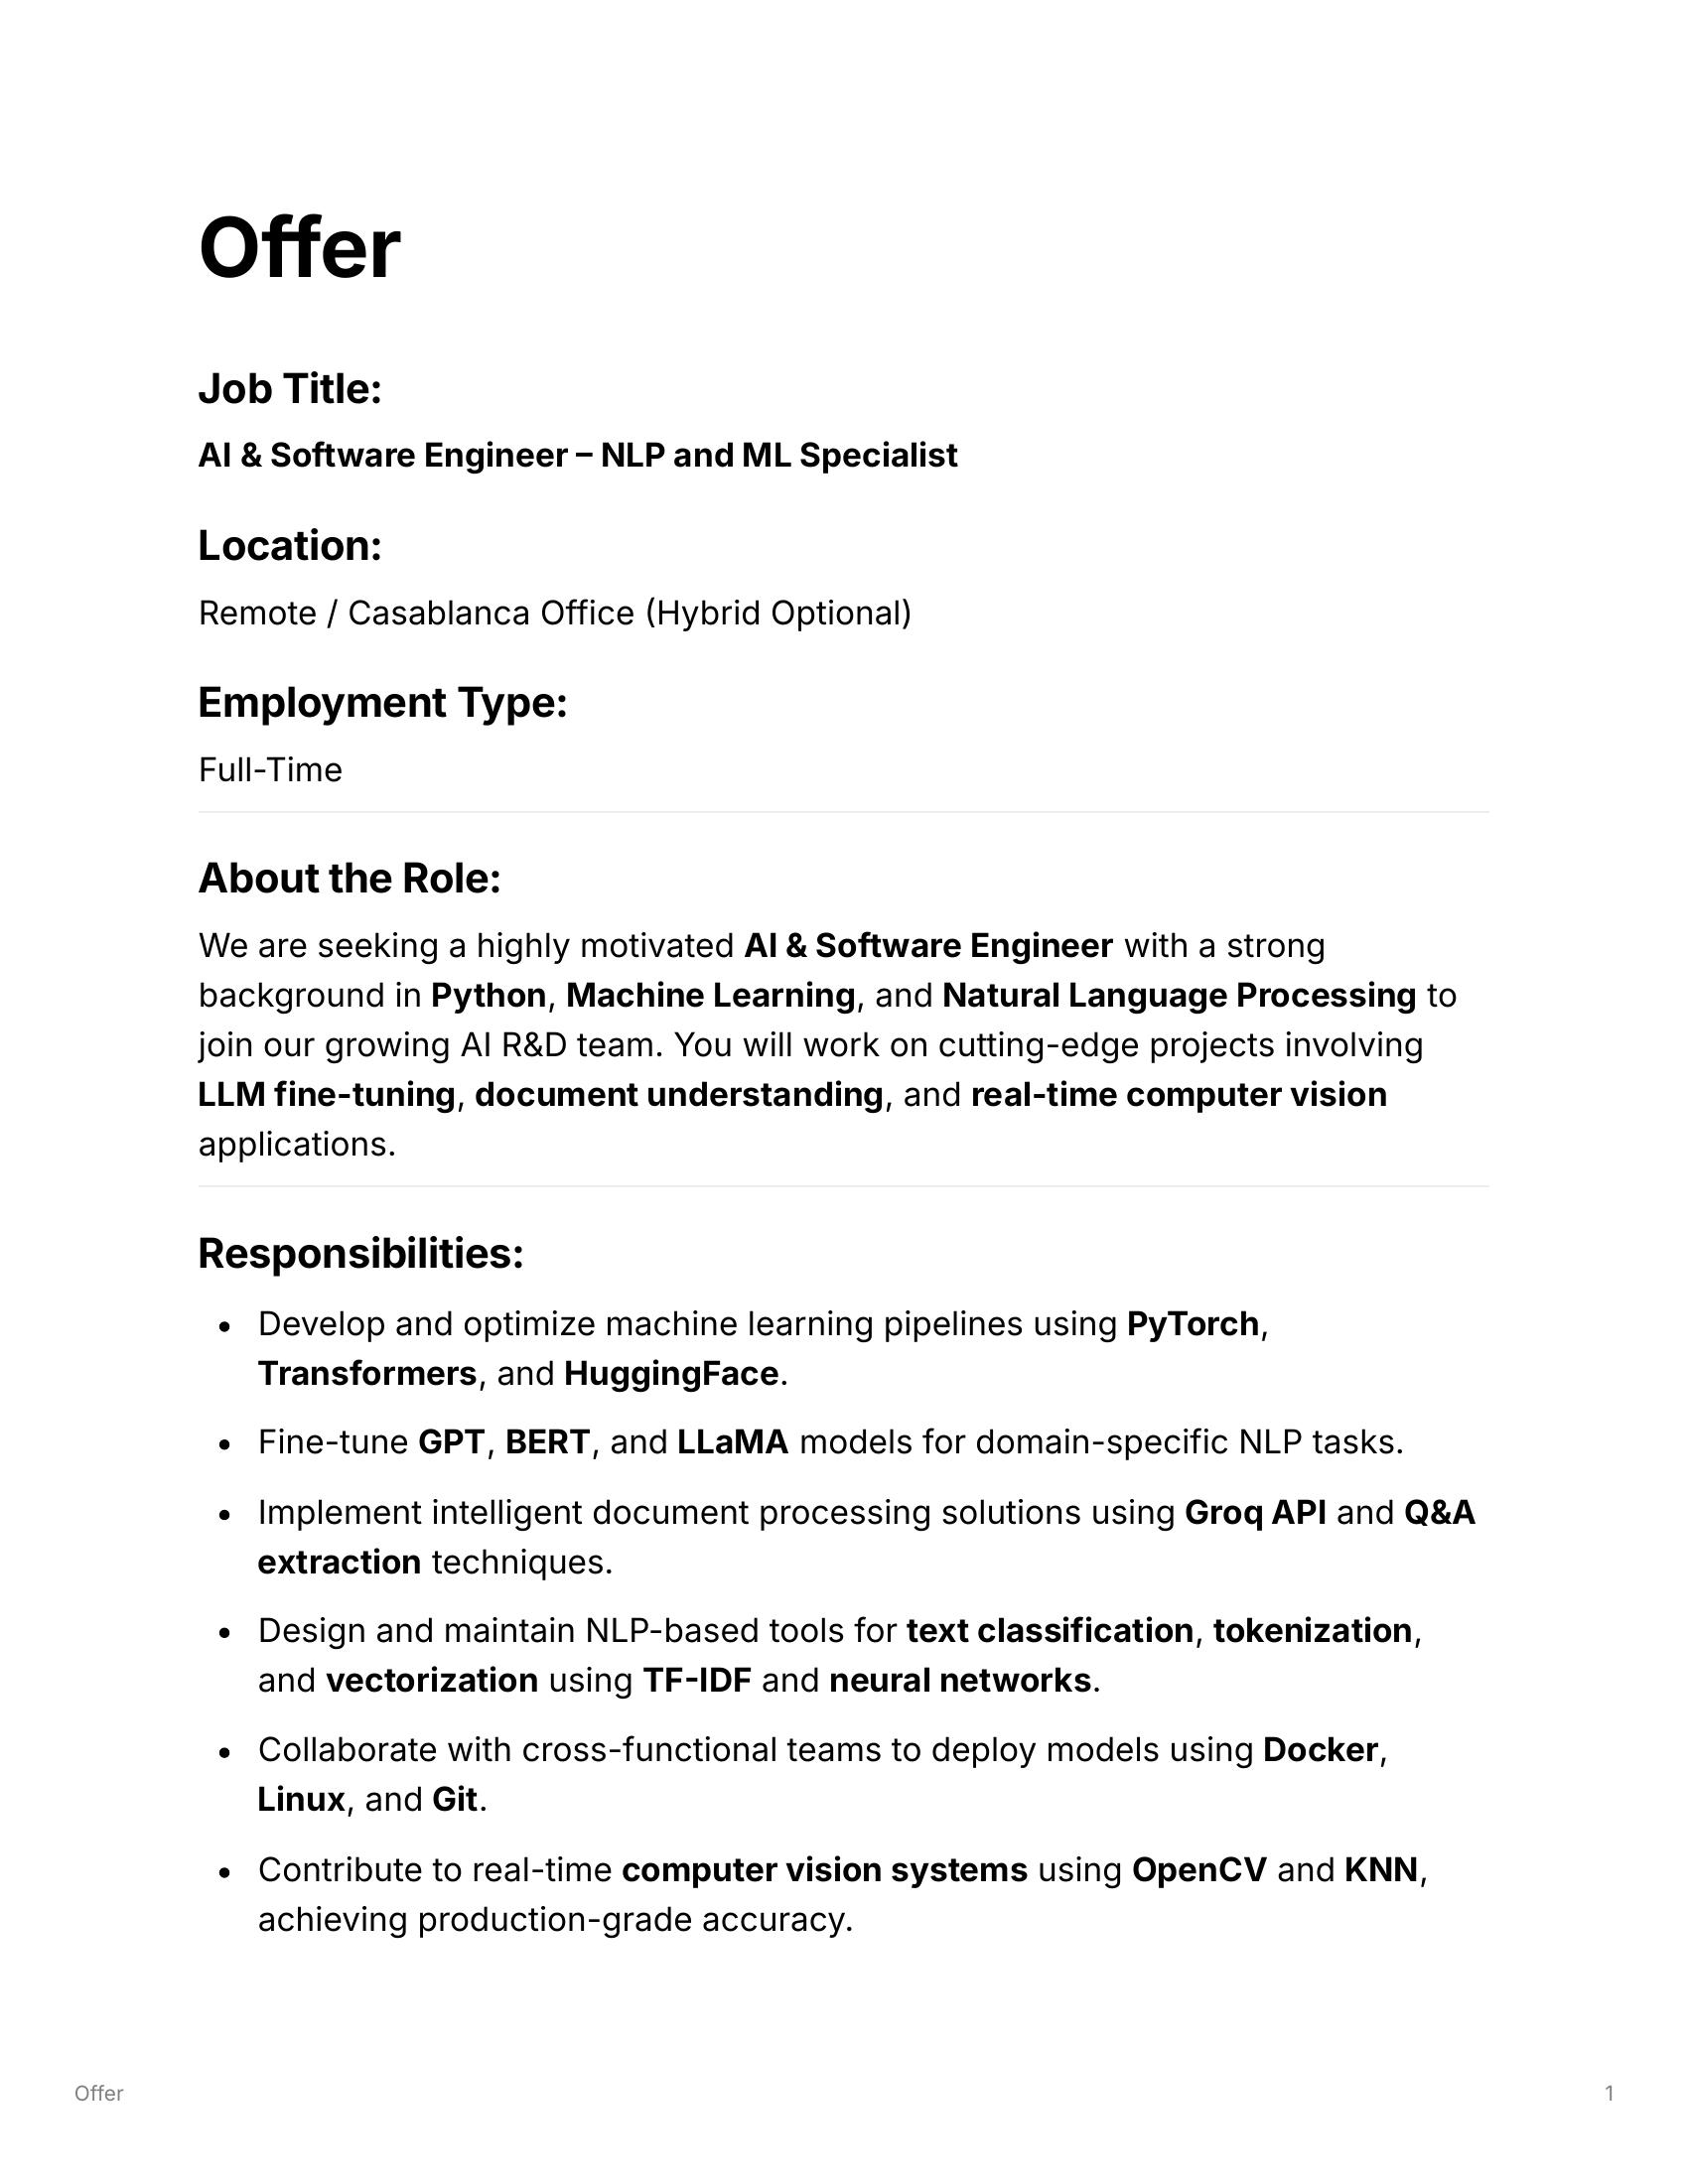 Offer
Job Title:
AI & Software Engineer – NLP and ML Specialist
Location:
Remote / Casablanca Office (Hybrid Optional)
Employment Type:
Full-Time
About the Role:
We are seeking a highly motivated AI & Software Engineer with a strong
background in Python, Machine Learning, and Natural Language Processing to
join our growing AI R&D team. You will work on cutting-edge projects involving
LLM fine-tuning, document understanding, and real-time computer vision
applications.
Responsibilities:
• Develop and optimize machine learning pipelines using PyTorch,
Transformers, and HuggingFace.
• Fine-tune GPT, BERT, and LLaMA models for domain-specific NLP tasks.
• Implement intelligent document processing solutions using Groq API and Q&A
extraction techniques.
• Design and maintain NLP-based tools for text classification, tokenization,
and vectorization using TF-IDF and neural networks.
• Collaborate with cross-functional teams to deploy models using Docker,
Linux, and Git.
• Contribute to real-time computer vision systems using OpenCV and KNN,
achieving production-grade accuracy.
Offer 1